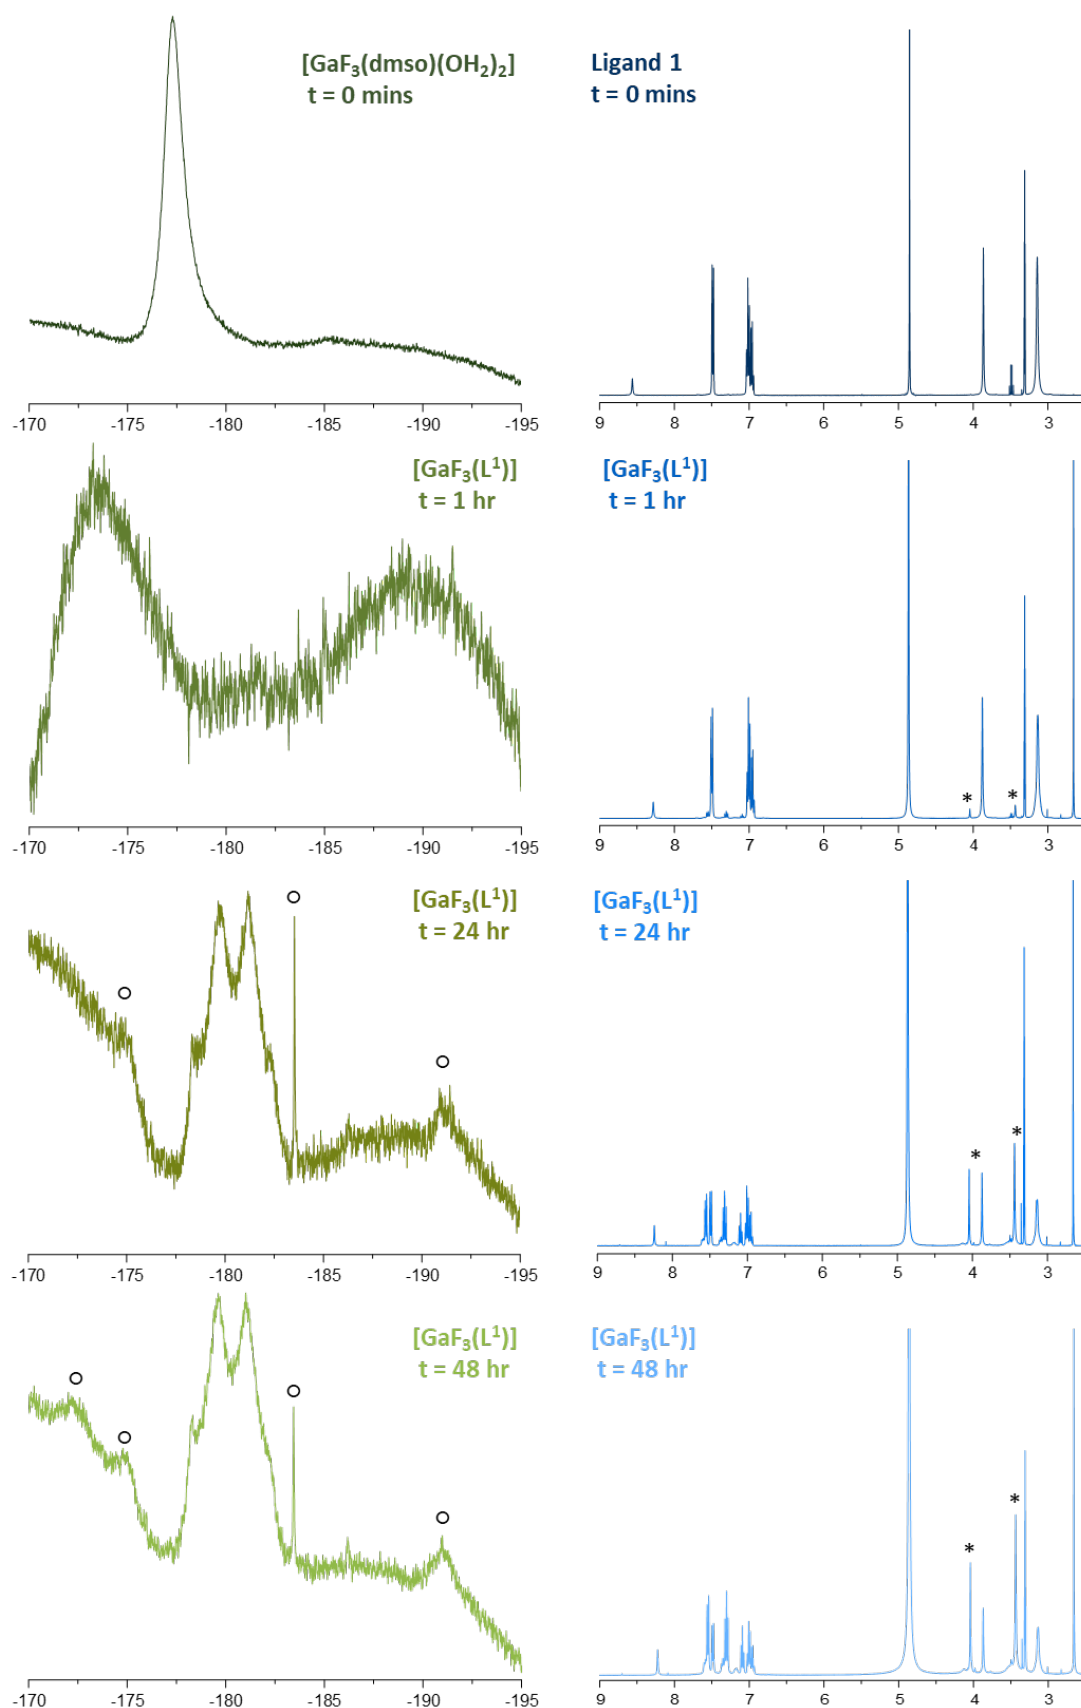 [GaF₃(dmso)(OH₂)₂]
t = 0 mins
-170 -175 -180 -185 -190 -195
Ligand 1
t = 0 mins
9 8 7 6 5 4 3
[GaF₃(L¹)]
t = 1 hr
-170 -175 -180 -185 -190 -195
[GaF₃(L¹)]
t = 1 hr
* *
9 8 7 6 5 4 3
[GaF₃(L¹)]
t = 24 hr
-170 -175 -180 -185 -190 -195
[GaF₃(L¹)]
t = 24 hr
* *
9 8 7 6 5 4 3
[GaF₃(L¹)]
t = 48 hr
-170 -175 -180 -185 -190 -195
[GaF₃(L¹)]
t = 48 hr
* *
9 8 7 6 5 4 3